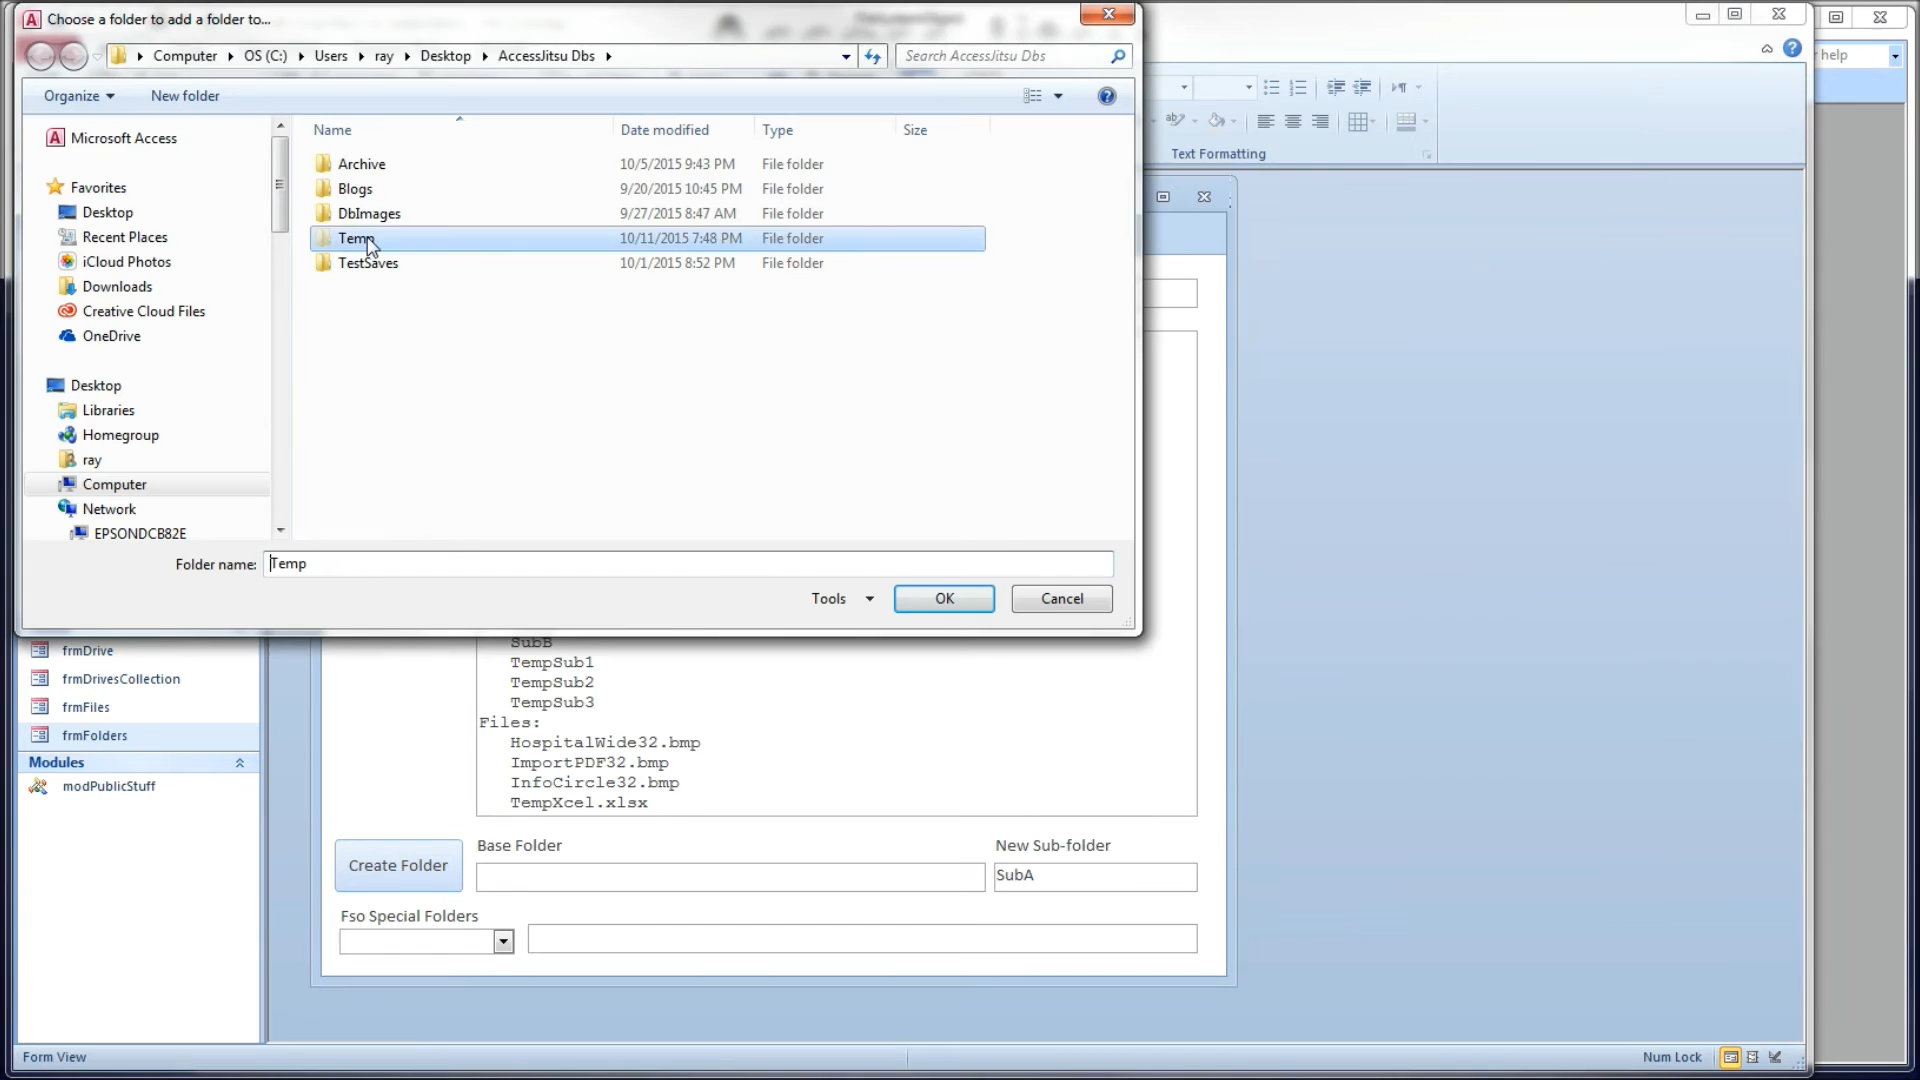 Choose a folder to add a folder to...
Computer OS (C:) Users ray Desktop AccessJitsu Dbs
Search AccessJitsu Dbs
help
Organize New folder
Name Date modified Type Size
Microsoft Access
Favorites
Desktop
Recent Places
iCloud Photos
Downloads
Creative Cloud Files
OneDrive
Desktop
Libraries
Homegroup
ray
Computer
Network
EPSONDCB82E
Archive 10/5/2015 9:43 PM File folder
Blogs 9/20/2015 10:45 PM File folder
DbImages 9/27/2015 8:47 AM File folder
Temp 10/11/2015 7:48 PM File folder
TestSaves 10/1/2015 8:52 PM File folder
Text Formatting
Folder name: Temp
Tools OK Cancel
frmDrive
frmDrivesCollection
frmFiles
frmFolders
Modules
modPublicStuff
SubB
TempSub1
TempSub2
TempSub3
Files:
HospitalWide32.bmp
ImportPDF32.bmp
InfoCircle32.bmp
TempXcel.xlsx
Create Folder
Base Folder
New Sub-folder
SubA
Fso Special Folders
Form View
Num Lock